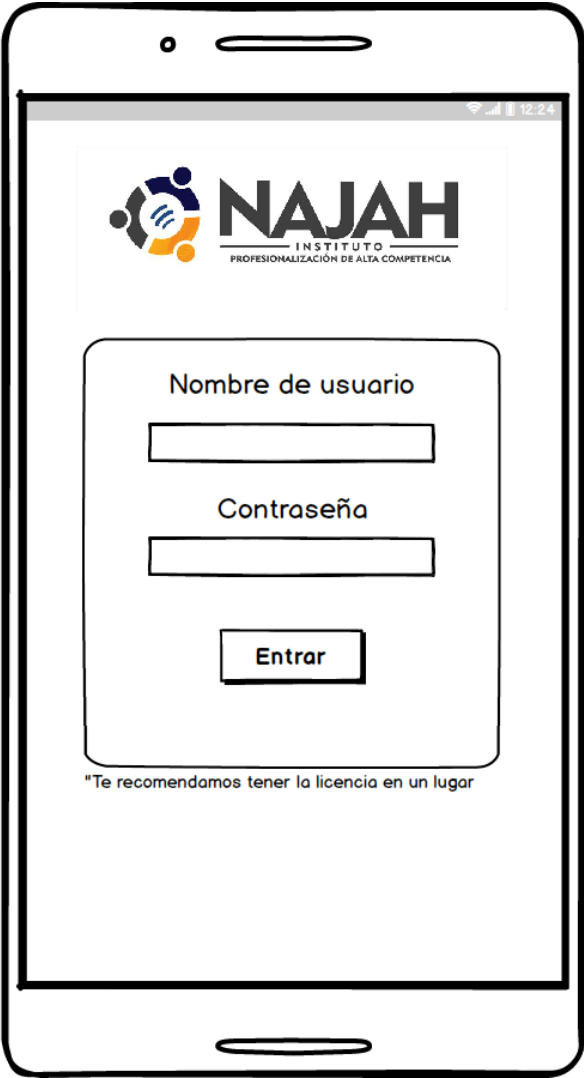 12:24
NAJAH
INSTITUTO
PROFESIONALIZACIÓN DE ALTA COMPETENCIA
Nombre de usuario
Contraseña
Entrar
"Te recomendamos tener la licencia en un lugar